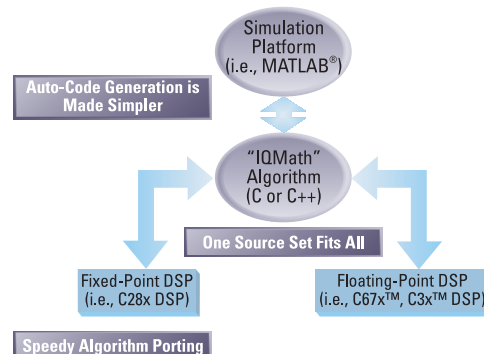 Simulation
Platform
(i.e., MATLAB®)
Auto-Code Generation is
Made Simpler
“IQMath”
Algorithm
(C or C++)
One Source Set Fits All
Fixed-Point DSP
(i.e., C28x DSP)
Floating-Point DSP
(i.e., C67x™, C3x™ DSP)
Speedy Algorithm Porting